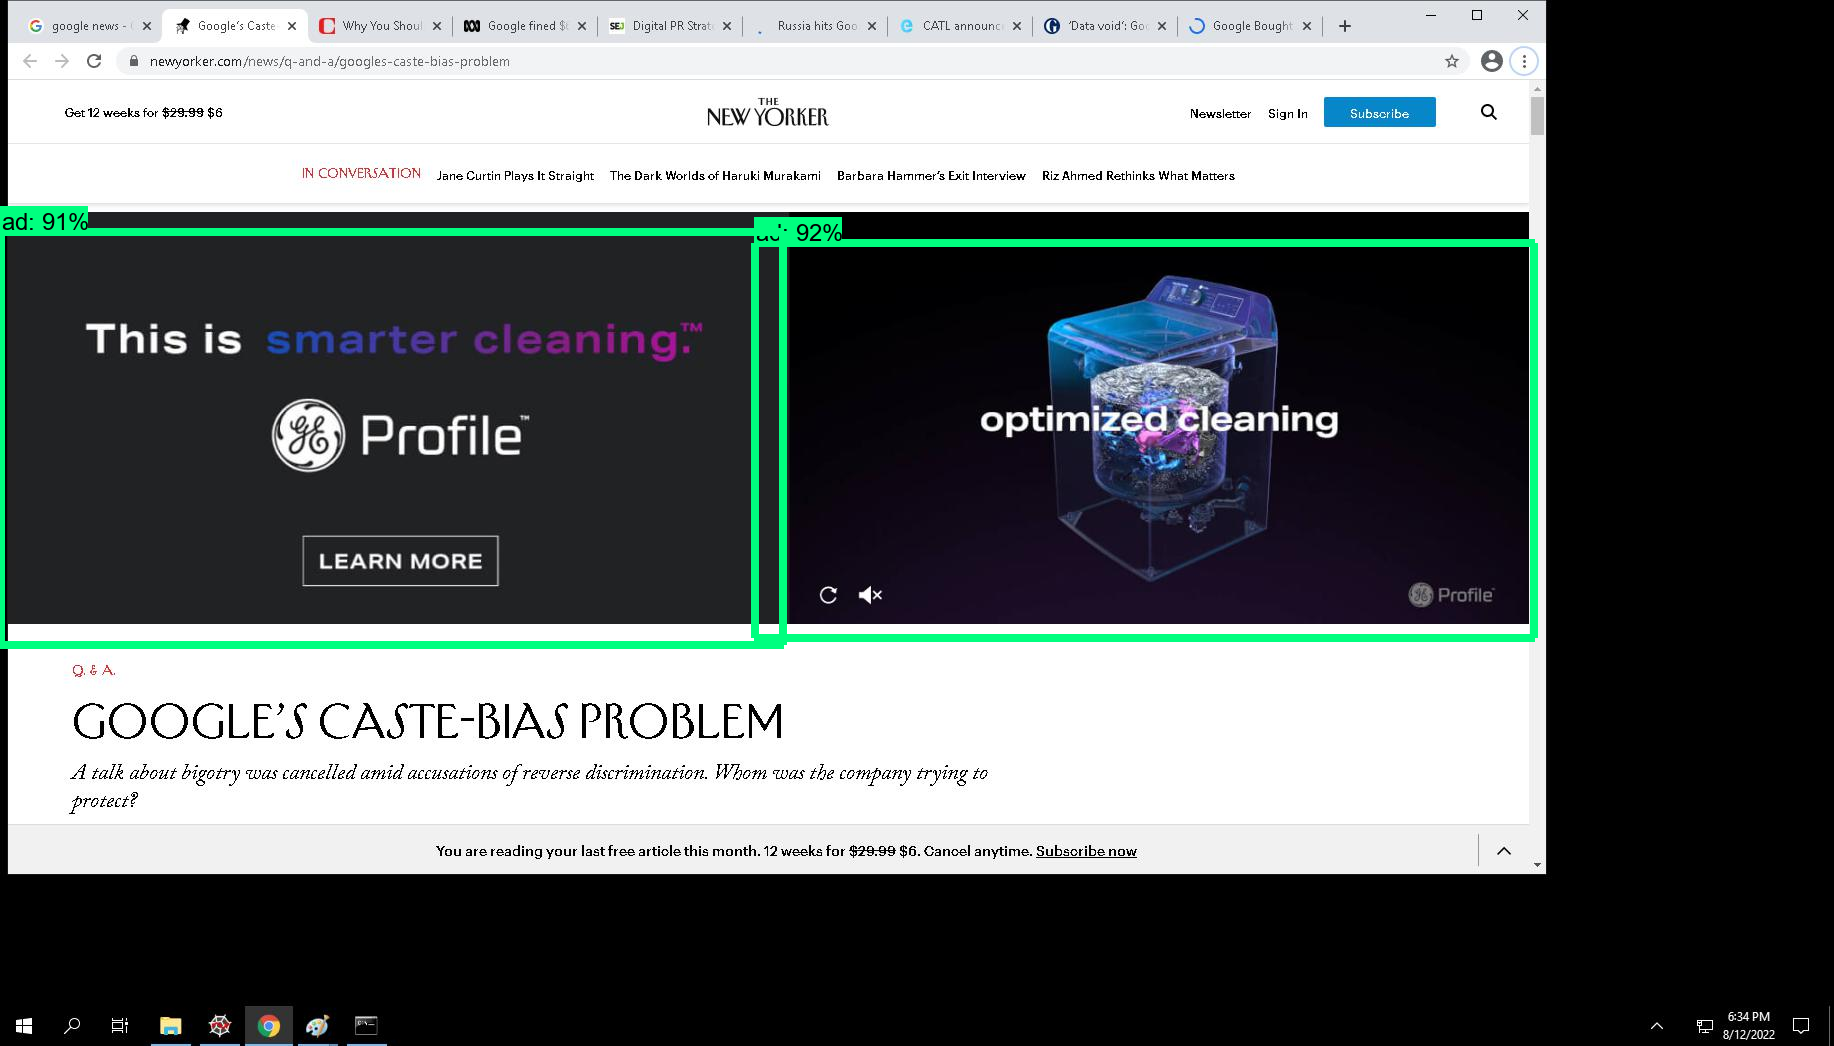 google news - G
Google's Caste
Why You Shoul
Google fined $6
Digital PR Strate
Russia hits Goo
CATL announc
'Data void': Goo
Google Bought
newyorker.com/news/q-and-a/googles-caste-bias-problem
Get 12 weeks for $29.99 $6
THE
NEW YORKER
Newsletter
Sign In
Subscribe
IN CONVERSATION
Jane Curtin Plays It Straight
The Dark Worlds of Haruki Murakami
Barbara Hammer's Exit Interview
Riz Ahmed Rethinks What Matters
ad: 91%
ad: 92%
This is smarter cleaning.™
GE Profile™
LEARN MORE
optimized cleaning
GE Profile™
Q. & A.
GOOGLE'S CASTE-BIAS PROBLEM
A talk about bigotry was cancelled amid accusations of reverse discrimination. Whom was the company trying to
protect?
You are reading your last free article this month. 12 weeks for $29.99 $6. Cancel anytime. Subscribe now
6:34 PM
8/12/2022